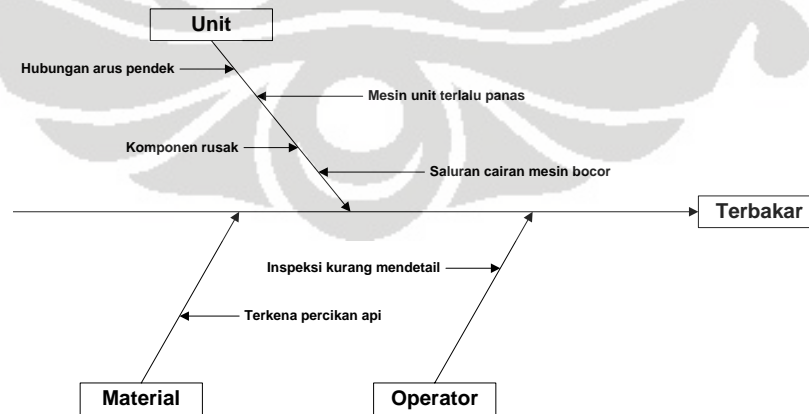 Unit
Hubungan arus pendek
Mesin unit terlalu panas
Komponen rusak
Saluran cairan mesin bocor
Terbakar
Inspeksi kurang mendetail
Terkena percikan api
Material
Operator